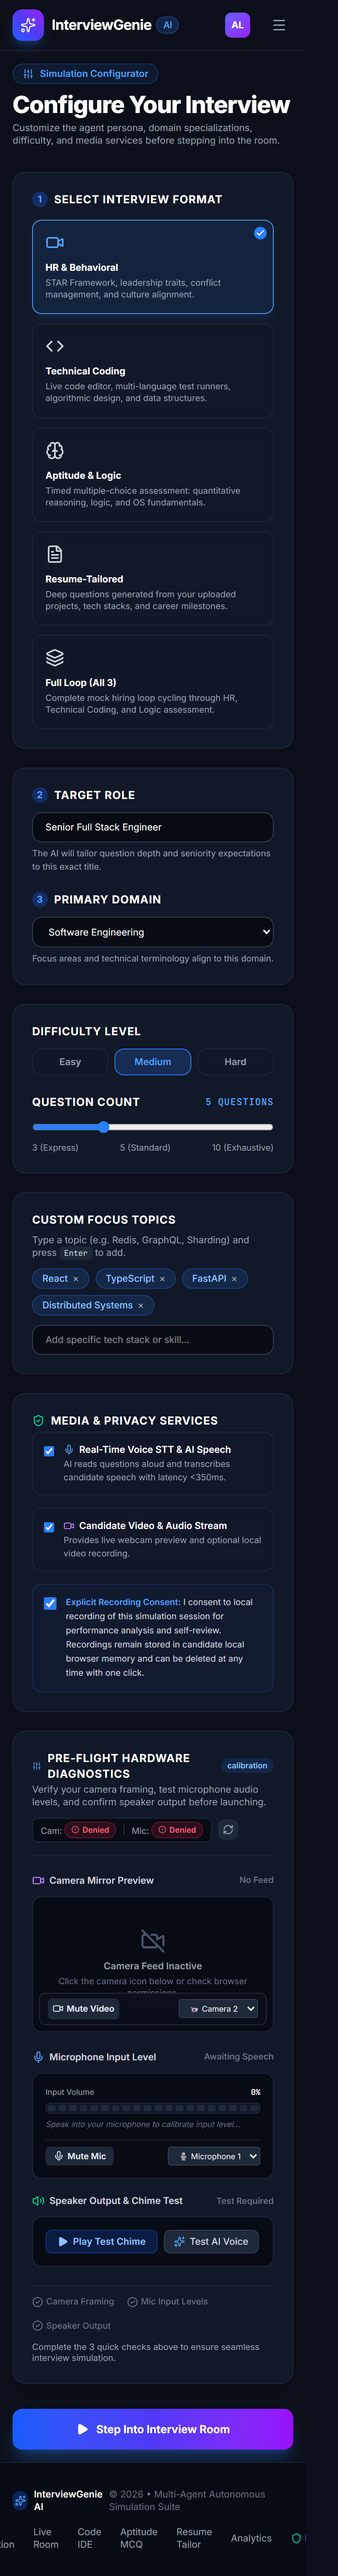 InterviewGenie AI
AL
Simulation Configurator
Configure Your Interview
Customize the agent persona, domain specializations,
difficulty, and media services before stepping into the room.
1 SELECT INTERVIEW FORMAT
HR & Behavioral
STAR Framework, leadership traits, conflict
management, and culture alignment.
Technical Coding
Live code editor, multi-language test runners,
algorithmic design, and data structures.
Aptitude & Logic
Timed multiple-choice assessment: quantitative
reasoning, logic, and OS fundamentals.
Resume-Tailored
Deep questions generated from your uploaded
projects, tech stacks, and career milestones.
Full Loop (All 3)
Complete mock hiring loop cycling through HR,
Technical Coding, and Logic assessment.
2 TARGET ROLE
Senior Full Stack Engineer
The AI will tailor question depth and seniority expectations
to this exact title.
3 PRIMARY DOMAIN
Software Engineering
Focus areas and technical terminology align to this domain.
DIFFICULTY LEVEL
Easy Medium Hard
QUESTION COUNT 5 QUESTIONS
3 (Express) 5 (Standard) 10 (Exhaustive)
CUSTOM FOCUS TOPICS
Type a topic (e.g. Redis, GraphQL, Sharding) and
press Enter to add.
React × TypeScript × FastAPI ×
Distributed Systems ×
Add specific tech stack or skill...
MEDIA & PRIVACY SERVICES
Real-Time Voice STT & AI Speech
AI reads questions aloud and transcribes
candidate speech with latency <350ms.
Candidate Video & Audio Stream
Provides live webcam preview and optional local
video recording.
Explicit Recording Consent: I consent to local
recording of this simulation session for
performance analysis and self-review.
Recordings remain stored in candidate local
browser memory and can be deleted at any
time with one click.
PRE-FLIGHT HARDWARE
DIAGNOSTICS
calibration
Verify your camera framing, test microphone audio
levels, and confirm speaker output before launching.
Cam: Denied Mic: Denied
Camera Mirror Preview No Feed
Camera Feed Inactive
Click the camera icon below or check browser
permissions.
Mute Video Camera 2
Microphone Input Level Awaiting Speech
Input Volume 0%
Speak into your microphone to calibrate input level...
Mute Mic Microphone 1
Speaker Output & Chime Test Test Required
Play Test Chime Test AI Voice
Camera Framing Mic Input Levels
Speaker Output
Complete the 3 quick checks above to ensure seamless
interview simulation.
Step Into Interview Room
InterviewGenie
AI
© 2026 • Multi-Agent Autonomous
Simulation Suite
Live
Room
Code
IDE
Aptitude
MCQ
Resume
Tailor
Analytics